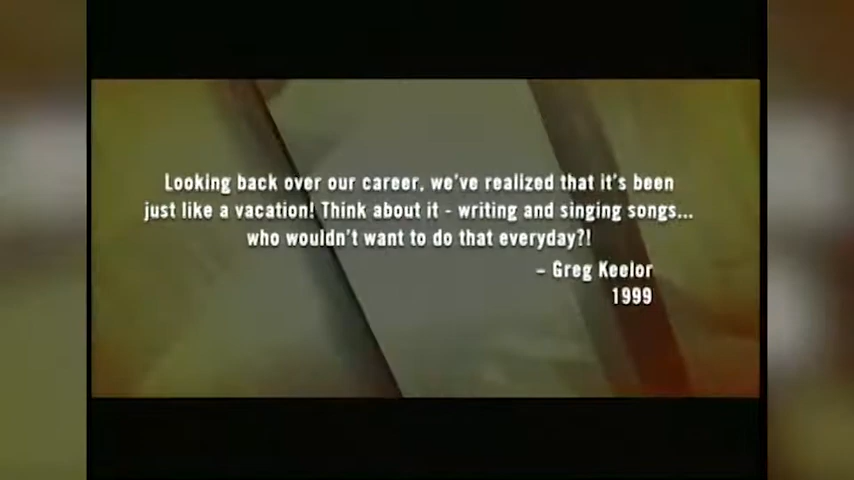 Looking back over our career, we've realized that it's been
just like a vacation! Think about it - writing and singing songs...
who wouldn't want to do that everyday?!
– Greg Keelor
1999